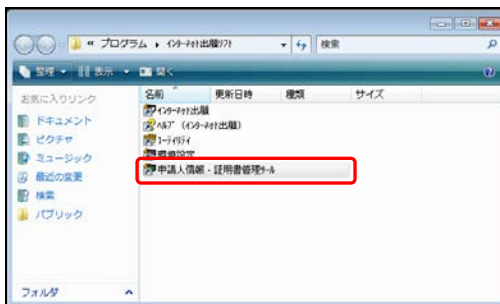 « プログラム ▸ ｲﾝﾀｰﾈｯﾄ出願ｿﾌﾄ
検索
整理
表示
開く
お気に入りリンク
ドキュメント
ピクチャ
ミュージック
最近の変更
検索
パブリック
フォルダ
名前 更新日時 種類 サイズ
ｲﾝﾀｰﾈｯﾄ出願
ﾍﾙﾌﾟ (ｲﾝﾀｰﾈｯﾄ出願)
ﾕｰﾃｨﾘﾃｨ
環境設定
申請人情報・証明書管理ﾂｰﾙ